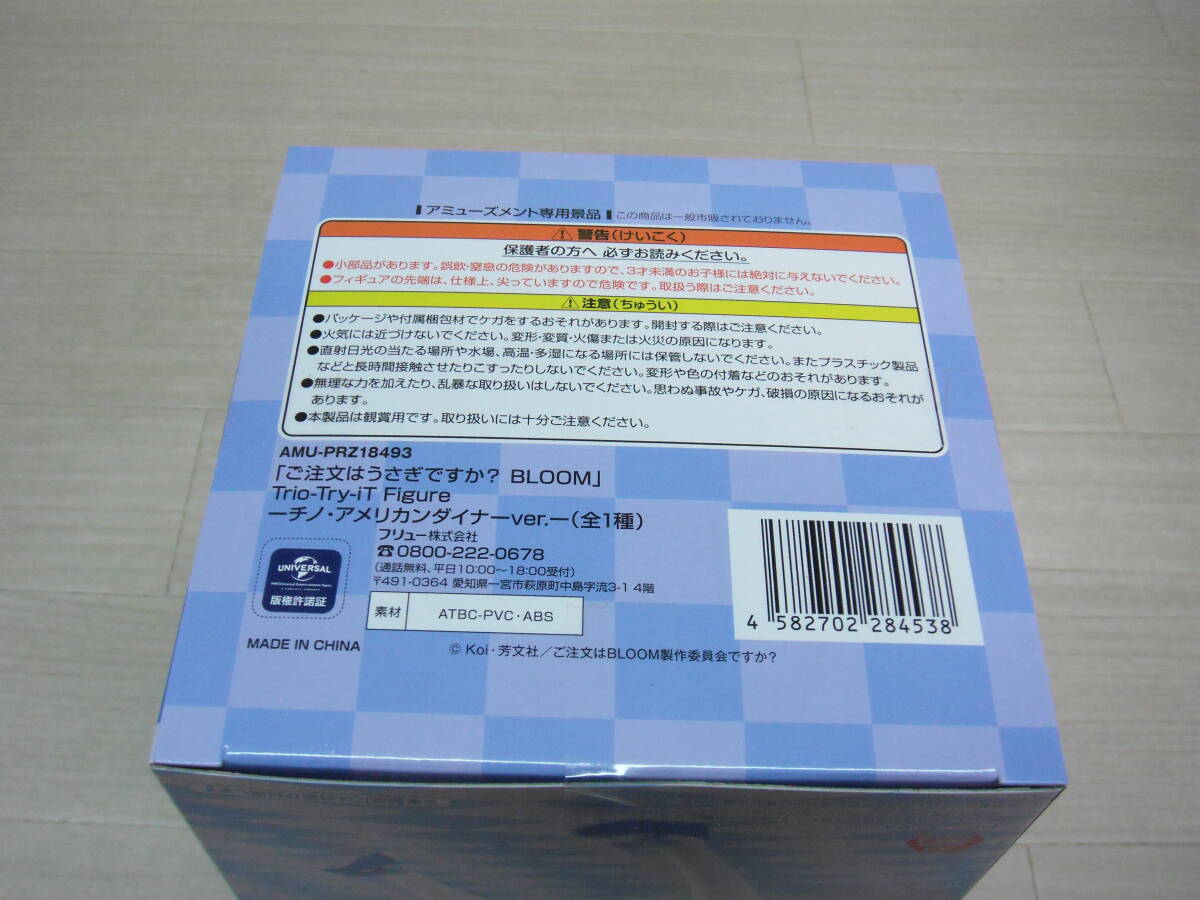 アミューズメント専用景品 この商品は一般市販されておりません。
警告(けいこく)
保護者の方へ 必ずお読みください。
●小部品があります。誤飲・窒息の危険がありますので、3才未満のお子様には絶対に与えないでください。
●フィギュアの先端は、仕様上、尖っていますので危険です。取扱う際はご注意ください。
注意(ちゅうい)
●パッケージや付属梱包材でケガをするおそれがあります。開封する際はご注意ください。
●火気には近づけないでください。変形・変質・火傷または火災の原因になります。
●直射日光の当たる場所や水場、高温・多湿になる場所には保管しないでください。またプラスチック製品
などと長時間接触させたりこすったりしないでください。変形や色の付着などのおそれがあります。
●無理な力を加えたり、乱暴な取り扱いはしないでください。思わぬ事故やケガ、破損の原因になるおそれが
あります。
●本製品は観賞用です。取り扱いには十分ご注意ください。
AMU-PRZ18493
「ご注文はうさぎですか? BLOOM」
Trio-Try-iT Figure
ーチノ・アメリカンダイナーver.ー(全1種)
フリュー株式会社
☎0800-222-0678
(通話無料、平日10:00~18:00受付)
〒491-0364 愛知県一宮市萩原町中島字流3-1 4階
UNIVERSAL
版権許諾証
素材 ATBC-PVC・ABS
4 582702 284538
MADE IN CHINA
© Koi・芳文社/ご注文はBLOOM製作委員会ですか?